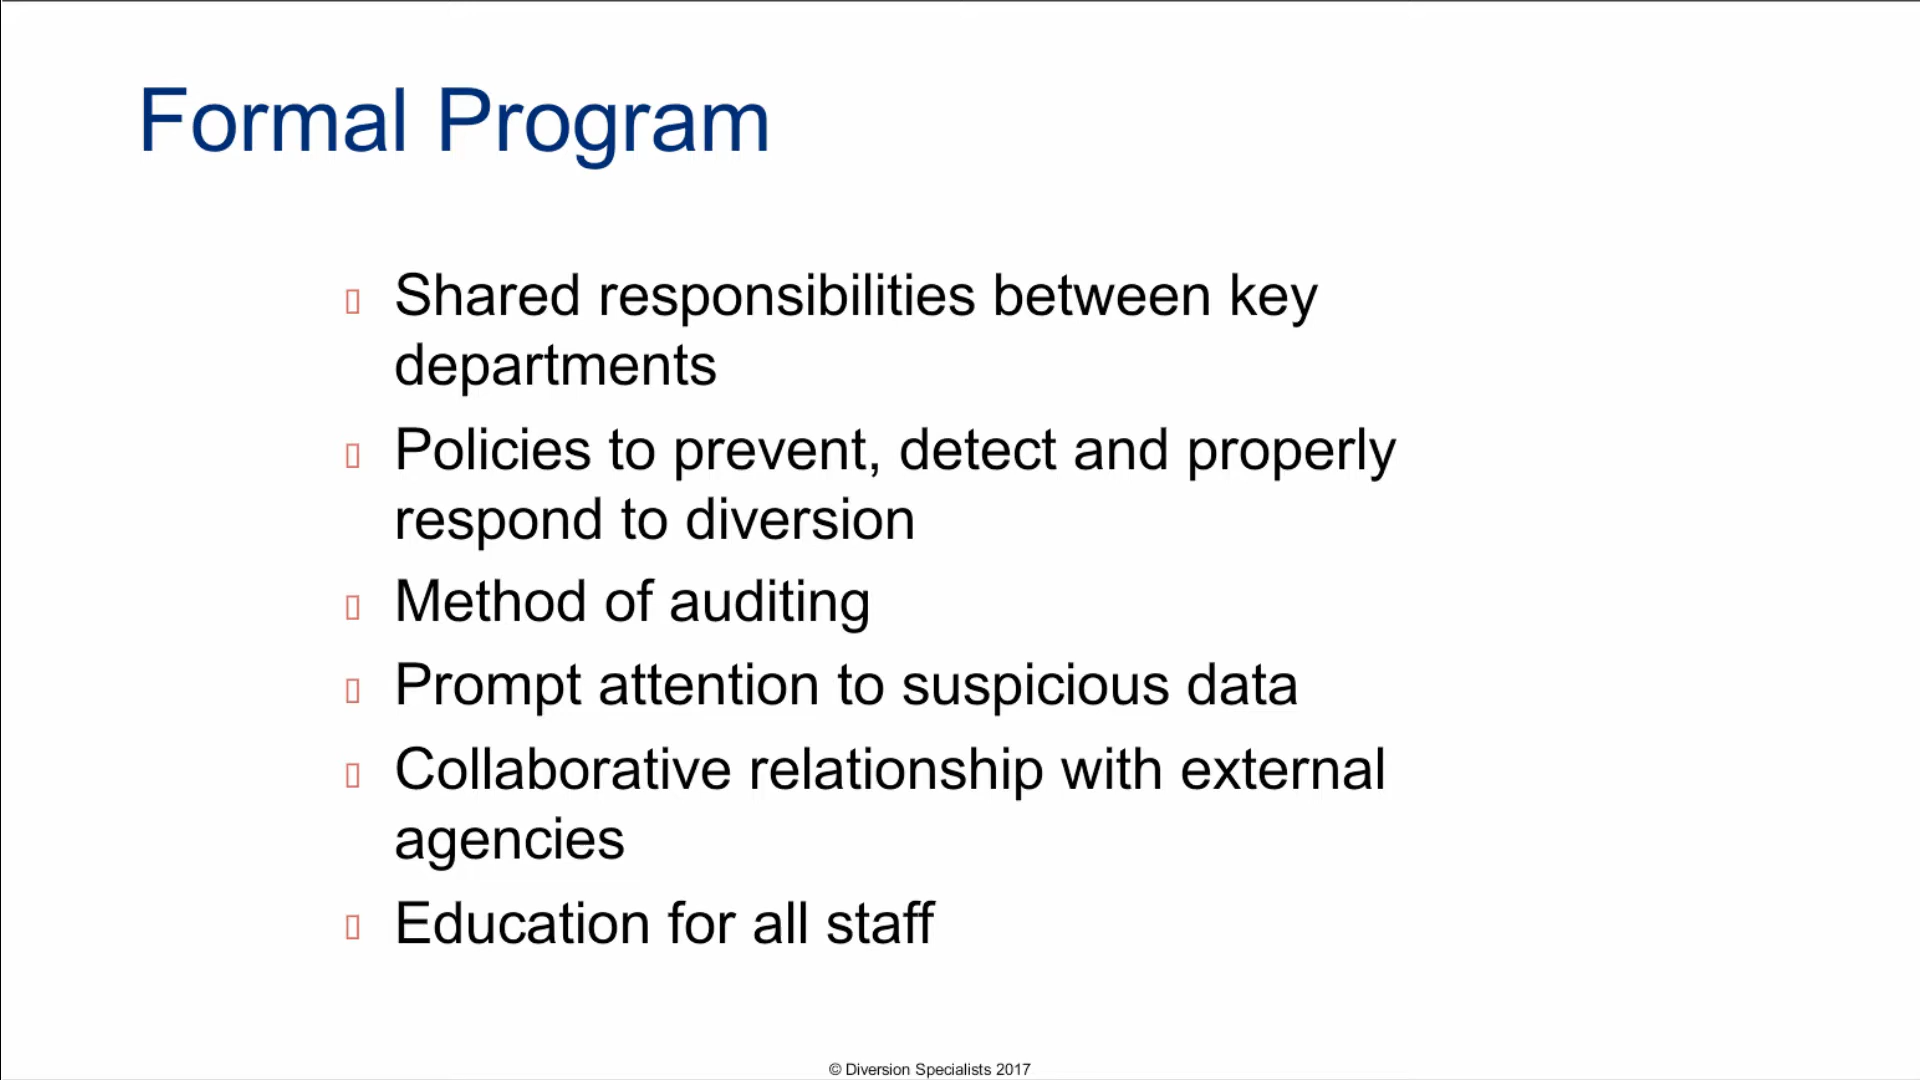 Formal Program
Shared responsibilities between key
departments
Policies to prevent, detect and properly
respond to diversion
Method of auditing
Prompt attention to suspicious data
Collaborative relationship with external
agencies
Education for all staff
© Diversion Specialists 2017